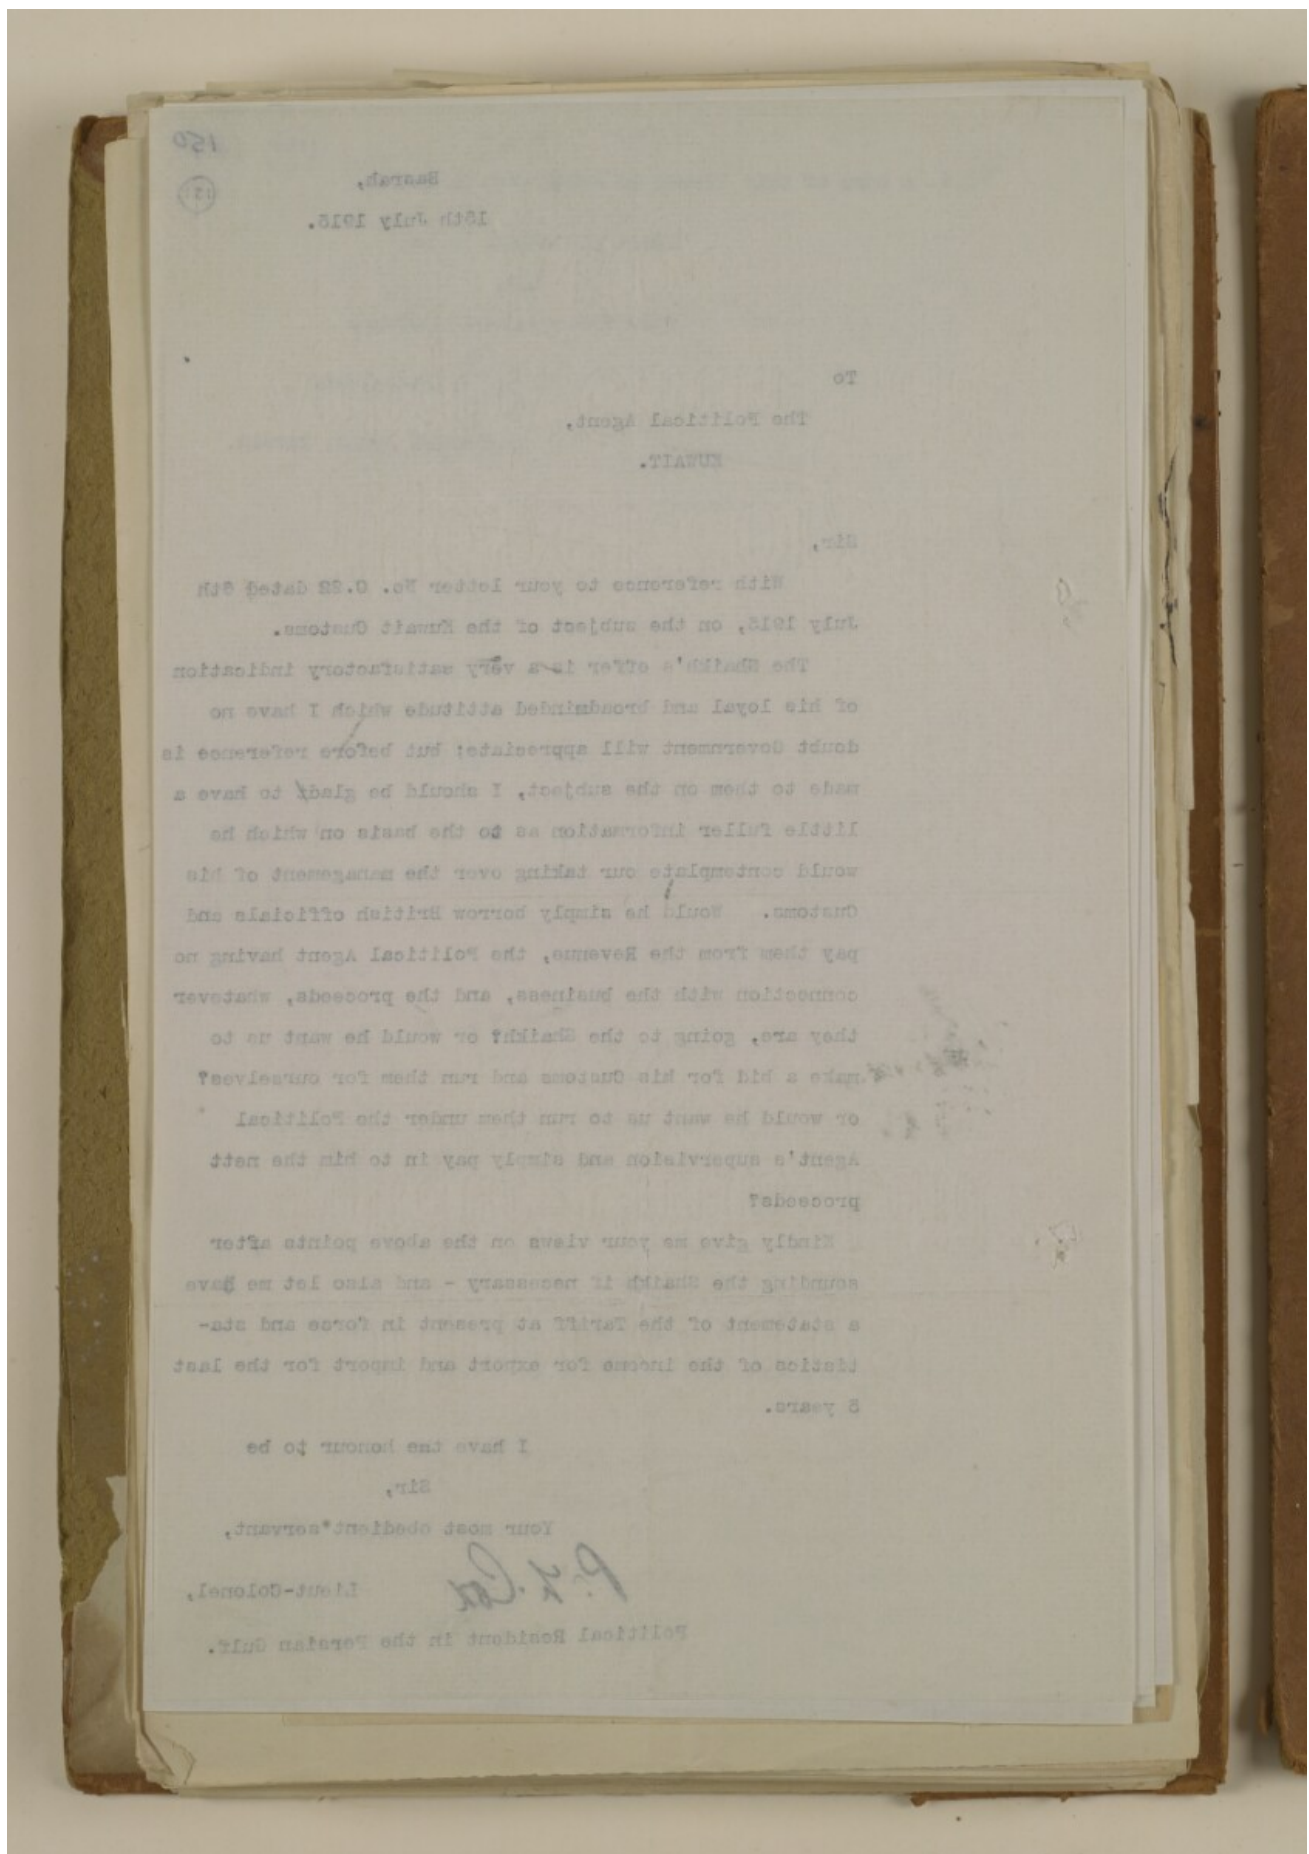 150
Basrah,
15th July 1915.
To
The Political Agent,
KUWAIT.
Sir,
With reference to your letter No. C.22 dated 6th
July 1915, on the subject of the Kuwait Customs.
The Shaikh's offer is a very satisfactory indication
of his loyal and broadminded attitude which I have no
doubt Government will appreciate; but before reference is
made to them on the subject, I should be glad to have a
little fuller information as to the basis on which he
would contemplate our taking over the management of his
Customs. Would he simply borrow British officials and
pay them from the Revenue, the Political Agent having no
connection with the business, and the proceeds, whatever
they are, going to the Shaikh? or would he want us to
make a bid for his Customs and run them for ourselves?
or would he want us to run them under the Political
Agent's supervision and simply pay in to him the nett
proceeds?
Kindly give me your views on the above points after
sounding the Shaikh if necessary - and also let me have
a statement of the Tariff at present in force and sta-
tistics of the income for export and import for the last
years.
I have the honour to be
Sir,
Your most obedient servant,
P. Z. Cox
Lieut-Colonel,
Political Resident in the Persian Gulf.